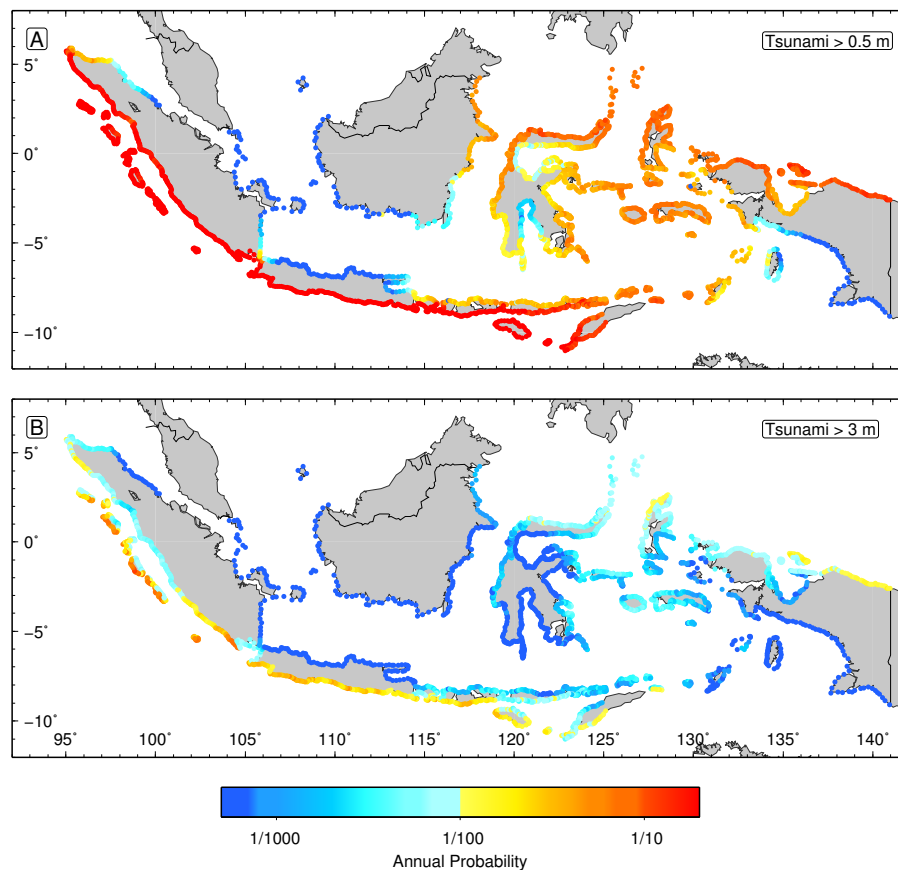 A
Tsunami > 0.5 m
5˚
0˚
−5˚
−10˚
B
Tsunami > 3 m
5˚
0˚
−5˚
−10˚
95˚ 100˚ 105˚ 110˚ 115˚ 120˚ 125˚ 130˚ 135˚ 140˚
1/1000 1/100 1/10
Annual Probability